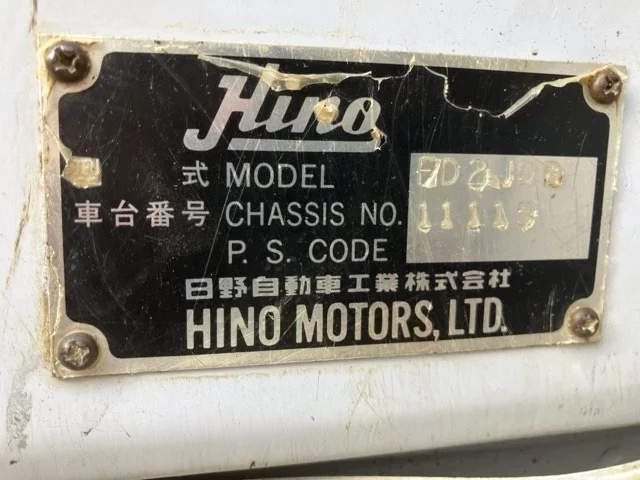 Hino
型式 MODEL
車台番号 CHASSIS NO.
P. S. CODE
日野自動車工業株式会社
HINO MOTORS, LTD.